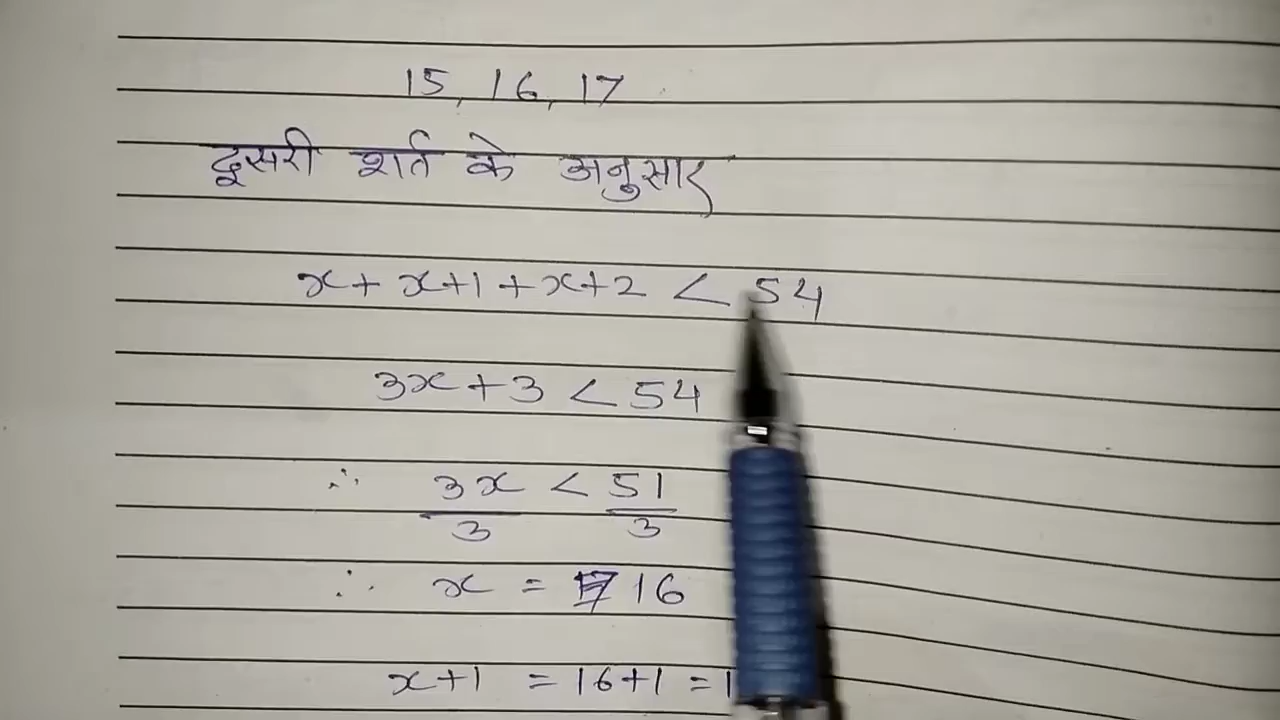 15, 16, 17
दूसरी शर्त के अनुसार
x + x+1 + x+2 < 54
3x + 3 < 54
∴ 3x/3 < 51/3
∴ x = 16
x+1 = 16+1 = 1